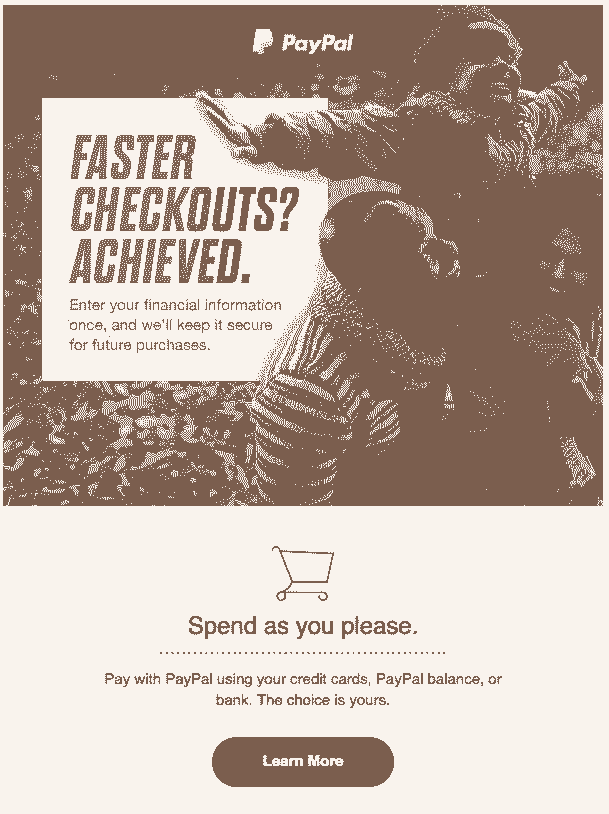 PayPal
FASTER
CHECKOUTS?
ACHIEVED.
Enter your financial information
once, and we'll keep it secure
for future purchases.
Spend as you please.
Pay with PayPal using your credit cards, PayPal balance, or
bank. The choice is yours.
Learn More